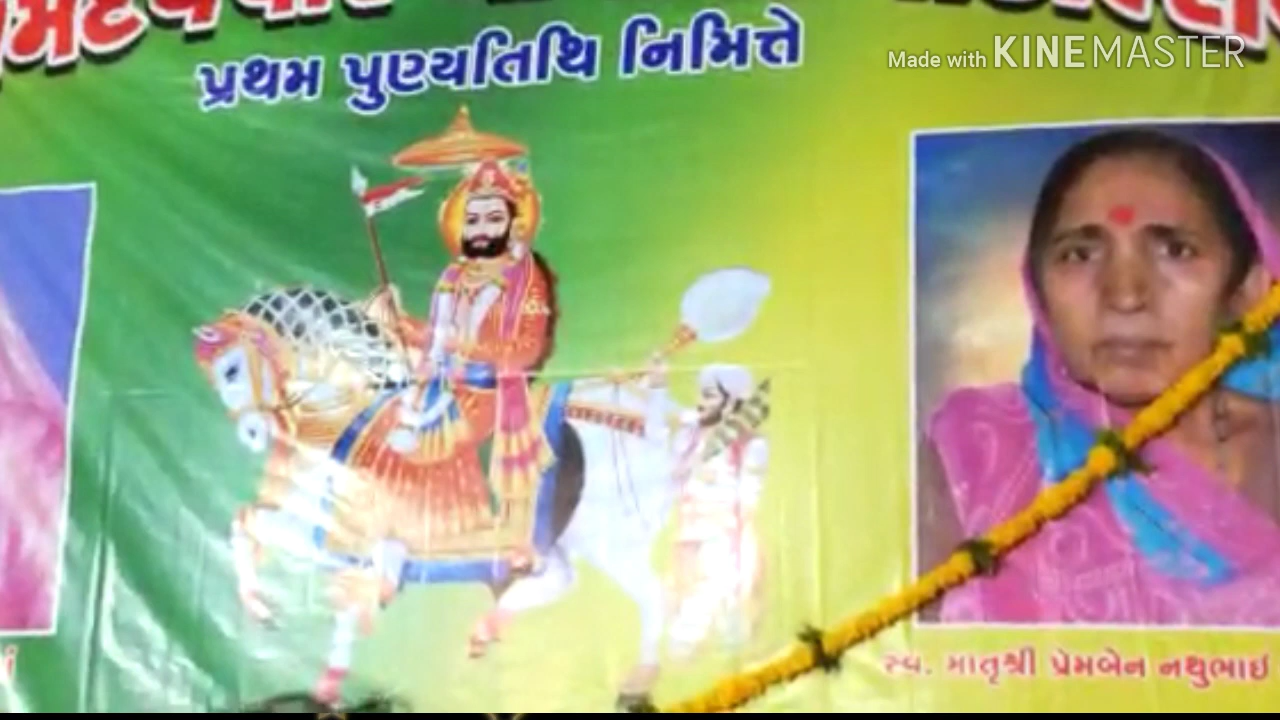 Made with KINEMASTER
પ્રથમ પુણ્યતિથિ નિમિત્તે
સ્વ. માતૃશ્રી પ્રેમબેન નથુભાઇ